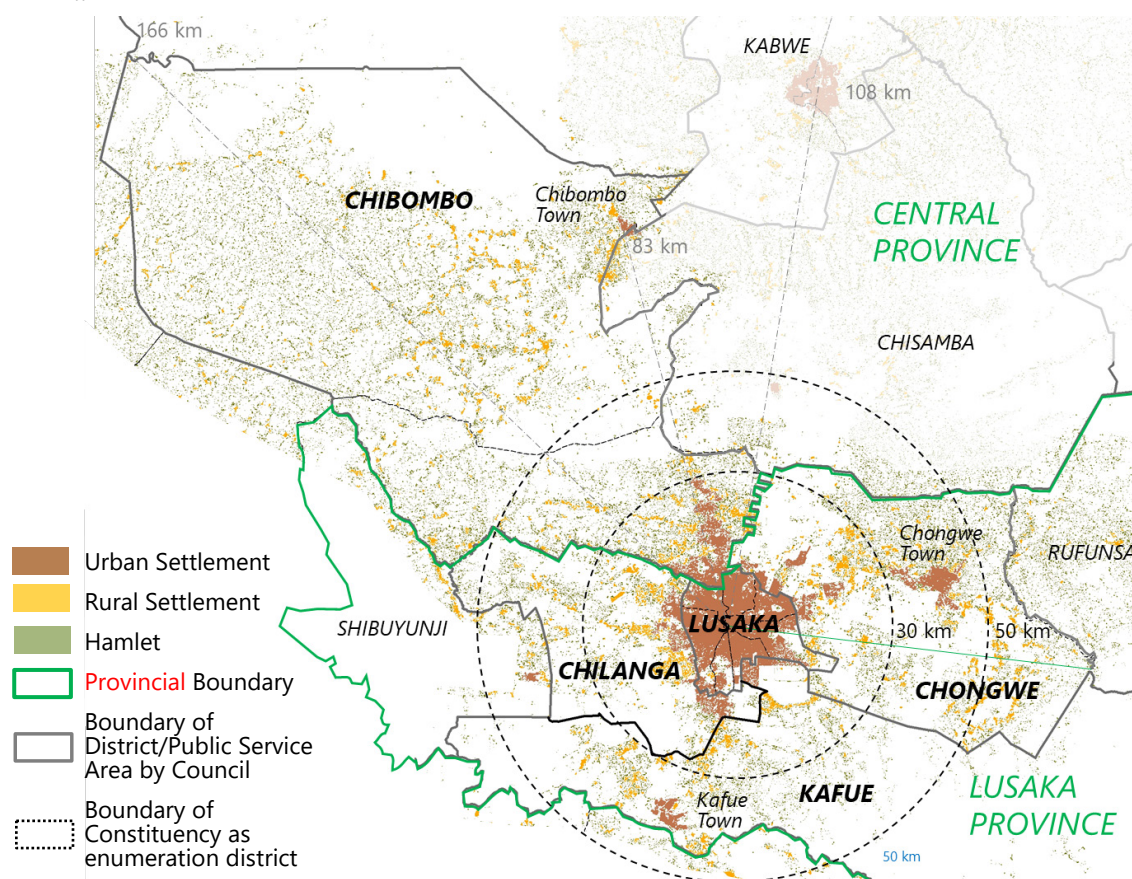 166 km
KABWE
108 km
CHIBOMBO
Chibombo
Town
83 km
CENTRAL
PROVINCE
CHISAMBA
Chongwe
Town
RUFUNSA
SHIBUYUNJI
LUSAKA
30 km
50 km
CHILANGA
CHONGWE
KAFUE
Kafue
Town
LUSAKA
PROVINCE
50 km
Urban Settlement
Rural Settlement
Hamlet
Provincial Boundary
Boundary of
District/Public Service
Area by Council
Boundary of
Constituency as
enumeration district